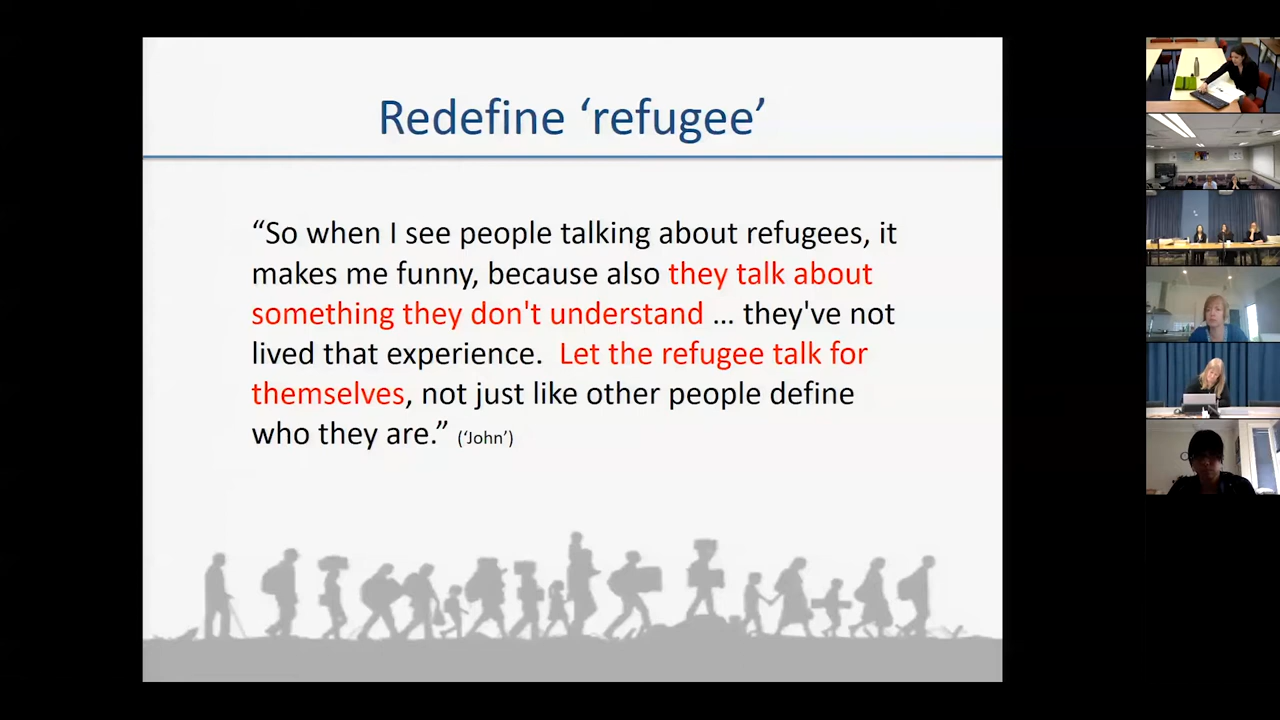 Redefine ‘refugee’
“So when I see people talking about refugees, it
makes me funny, because also they talk about
something they don't understand ... they've not
lived that experience.  Let the refugee talk for
themselves, not just like other people define
who they are.” (‘John’)